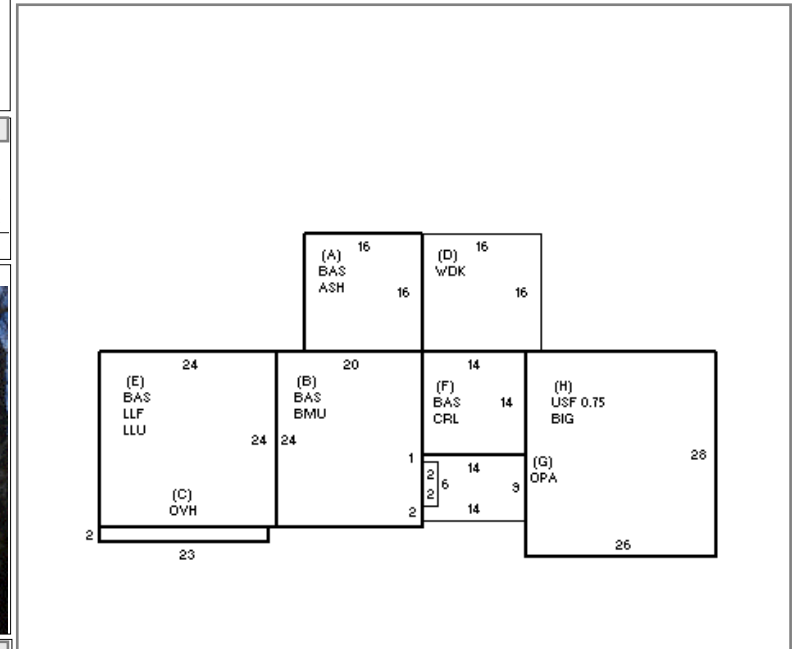 16
(A)
BAS
ASH
16
16
(D)
WDK
16
24
(E)
BAS
LLF
LLU
24
(C)
OVH
2
23
20
(B)
BAS
BMU
24
1
2
14
(F)
BAS
CRL
14
2
2
6
14
9
14
(G)
OPA
(H)
USF 0.75
BIG
28
26